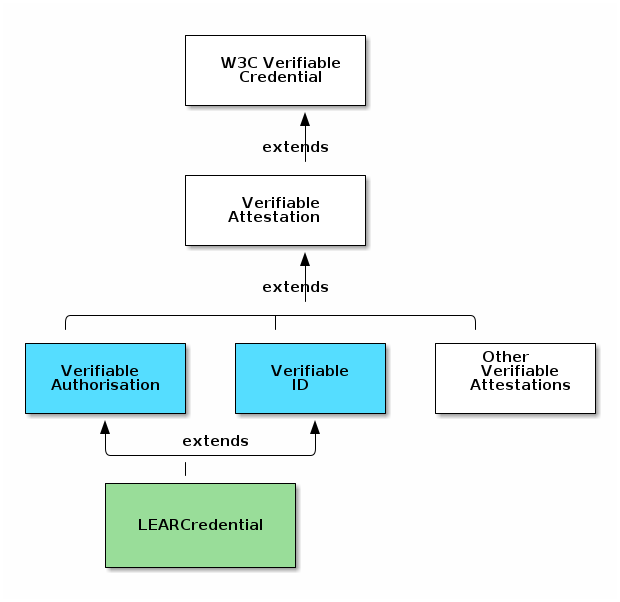 W3C Verifiable
Credential
extends
Verifiable
Attestation
extends
Verifiable
Authorisation
Verifiable
ID
Other
Verifiable
Attestations
extends
LEARCredential